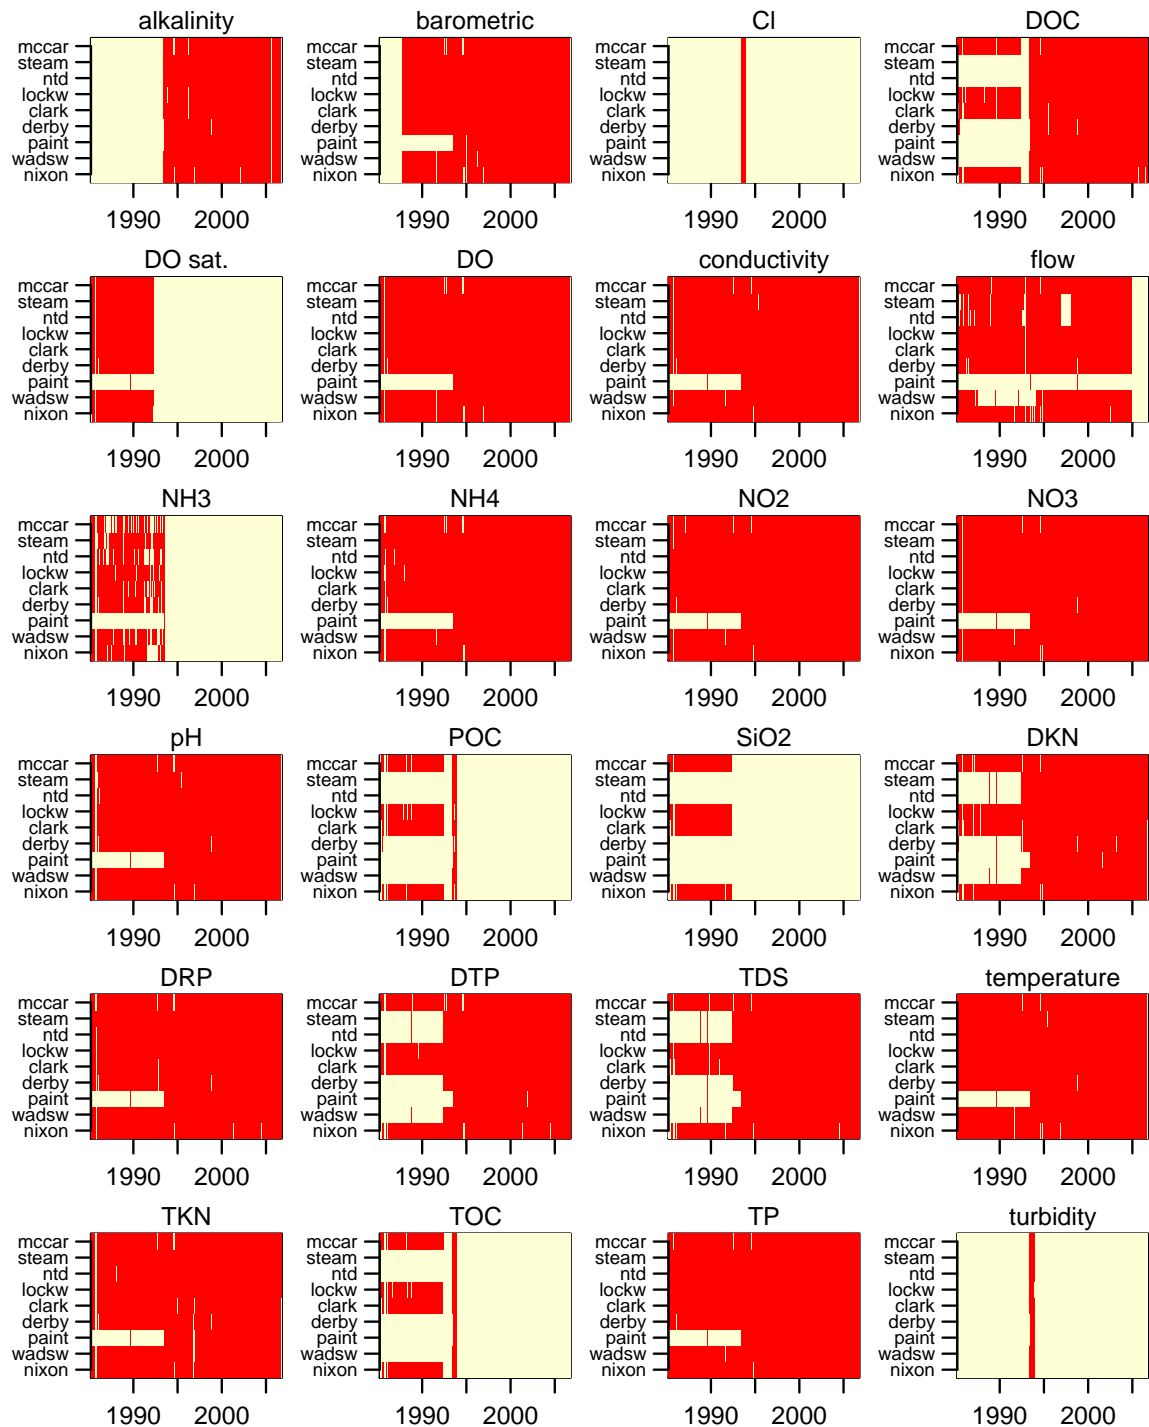 alkalinity
mccar
steam
ntd
lockw
clark
derby
paint
wadsw
nixon
1990 2000
barometric
mccar
steam
ntd
lockw
clark
derby
paint
wadsw
nixon
1990 2000
Cl
mccar
steam
ntd
lockw
clark
derby
paint
wadsw
nixon
1990 2000
DOC
mccar
steam
ntd
lockw
clark
derby
paint
wadsw
nixon
1990 2000
DO sat.
mccar
steam
ntd
lockw
clark
derby
paint
wadsw
nixon
1990 2000
DO
mccar
steam
ntd
lockw
clark
derby
paint
wadsw
nixon
1990 2000
conductivity
mccar
steam
ntd
lockw
clark
derby
paint
wadsw
nixon
1990 2000
flow
mccar
steam
ntd
lockw
clark
derby
paint
wadsw
nixon
1990 2000
NH3
mccar
steam
ntd
lockw
clark
derby
paint
wadsw
nixon
1990 2000
NH4
mccar
steam
ntd
lockw
clark
derby
paint
wadsw
nixon
1990 2000
NO2
mccar
steam
ntd
lockw
clark
derby
paint
wadsw
nixon
1990 2000
NO3
mccar
steam
ntd
lockw
clark
derby
paint
wadsw
nixon
1990 2000
pH
mccar
steam
ntd
lockw
clark
derby
paint
wadsw
nixon
1990 2000
POC
mccar
steam
ntd
lockw
clark
derby
paint
wadsw
nixon
1990 2000
SiO2
mccar
steam
ntd
lockw
clark
derby
paint
wadsw
nixon
1990 2000
DKN
mccar
steam
ntd
lockw
clark
derby
paint
wadsw
nixon
1990 2000
DRP
mccar
steam
ntd
lockw
clark
derby
paint
wadsw
nixon
1990 2000
DTP
mccar
steam
ntd
lockw
clark
derby
paint
wadsw
nixon
1990 2000
TDS
mccar
steam
ntd
lockw
clark
derby
paint
wadsw
nixon
1990 2000
temperature
mccar
steam
ntd
lockw
clark
derby
paint
wadsw
nixon
1990 2000
TKN
mccar
steam
ntd
lockw
clark
derby
paint
wadsw
nixon
1990 2000
TOC
mccar
steam
ntd
lockw
clark
derby
paint
wadsw
nixon
1990 2000
TP
mccar
steam
ntd
lockw
clark
derby
paint
wadsw
nixon
1990 2000
turbidity
mccar
steam
ntd
lockw
clark
derby
paint
wadsw
nixon
1990 2000